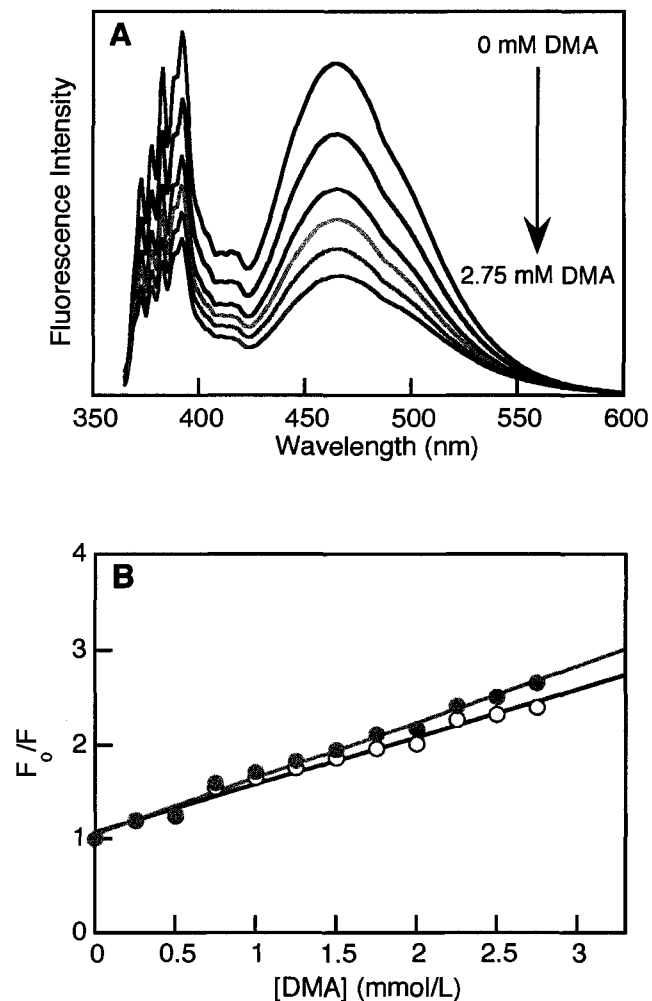 A
0 mM DMA
2.75 mM DMA
Fluorescence Intensity
350 400 450 500 550 600
Wavelength (nm)
B
4
3
2
1
0
F₀/F
0 0.5 1 1.5 2 2.5 3
[DMA] (mmol/L)